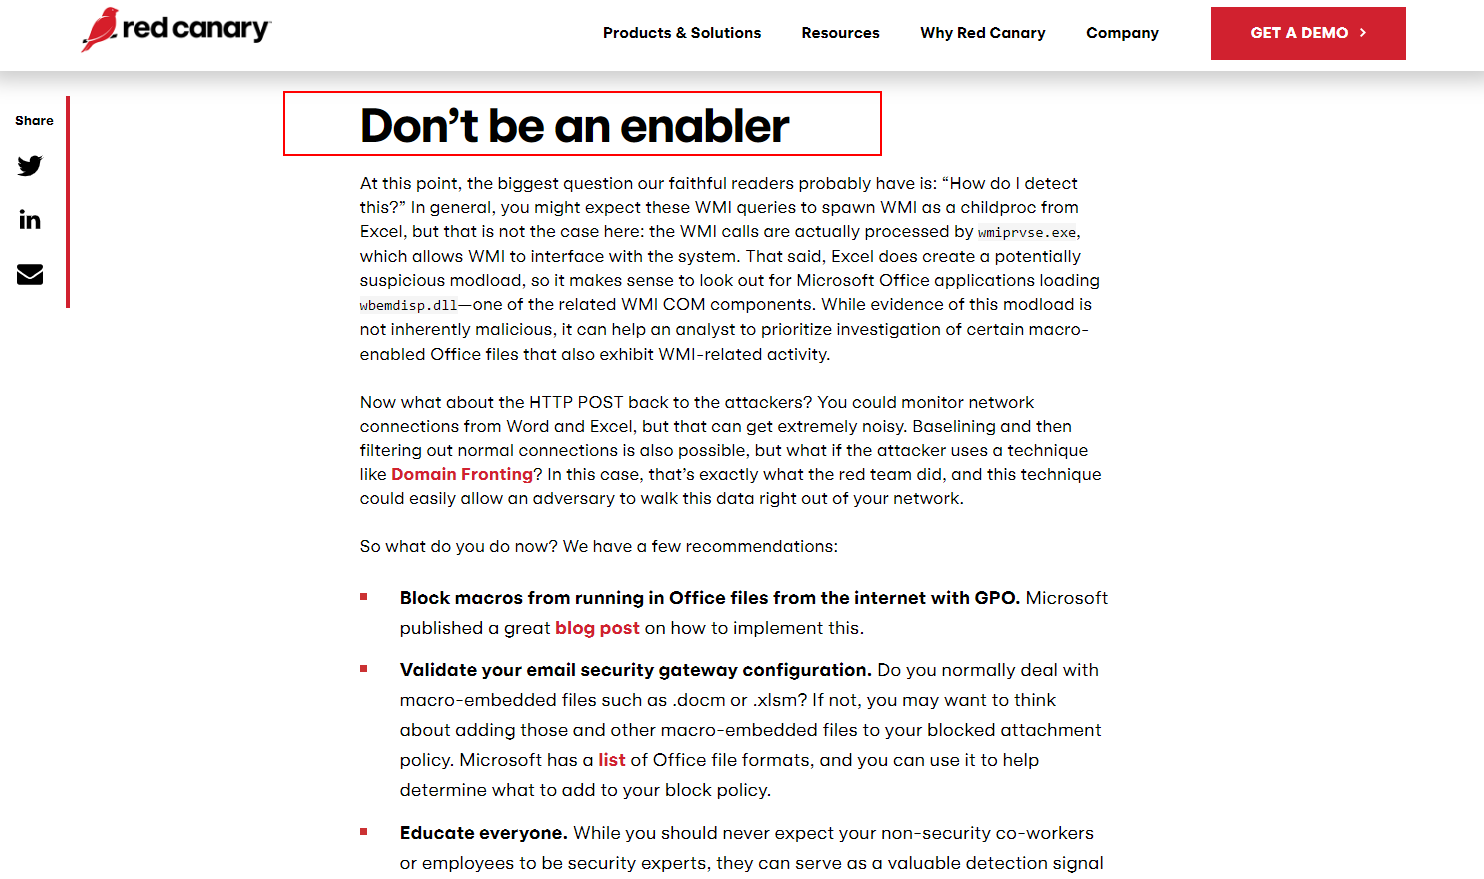 red canary
Products & Solutions
Resources
Why Red Canary
Company
GET A DEMO >
Share
Don’t be an enabler
At this point, the biggest question our faithful readers probably have is: “How do I detect
this?” In general, you might expect these WMI queries to spawn WMI as a childproc from
Excel, but that is not the case here: the WMI calls are actually processed by wmiprvse.exe,
which allows WMI to interface with the system. That said, Excel does create a potentially
suspicious modload, so it makes sense to look out for Microsoft Office applications loading
wbemdisp.dll—one of the related WMI COM components. While evidence of this modload is
not inherently malicious, it can help an analyst to prioritize investigation of certain macro-
enabled Office files that also exhibit WMI-related activity.
Now what about the HTTP POST back to the attackers? You could monitor network
connections from Word and Excel, but that can get extremely noisy. Baselining and then
filtering out normal connections is also possible, but what if the attacker uses a technique
like Domain Fronting? In this case, that’s exactly what the red team did, and this technique
could easily allow an adversary to walk this data right out of your network.
So what do you do now? We have a few recommendations:
Block macros from running in Office files from the internet with GPO. Microsoft
published a great blog post on how to implement this.
Validate your email security gateway configuration. Do you normally deal with
macro-embedded files such as .docm or .xlsm? If not, you may want to think
about adding those and other macro-embedded files to your blocked attachment
policy. Microsoft has a list of Office file formats, and you can use it to help
determine what to add to your block policy.
Educate everyone. While you should never expect your non-security co-workers
or employees to be security experts, they can serve as a valuable detection signal